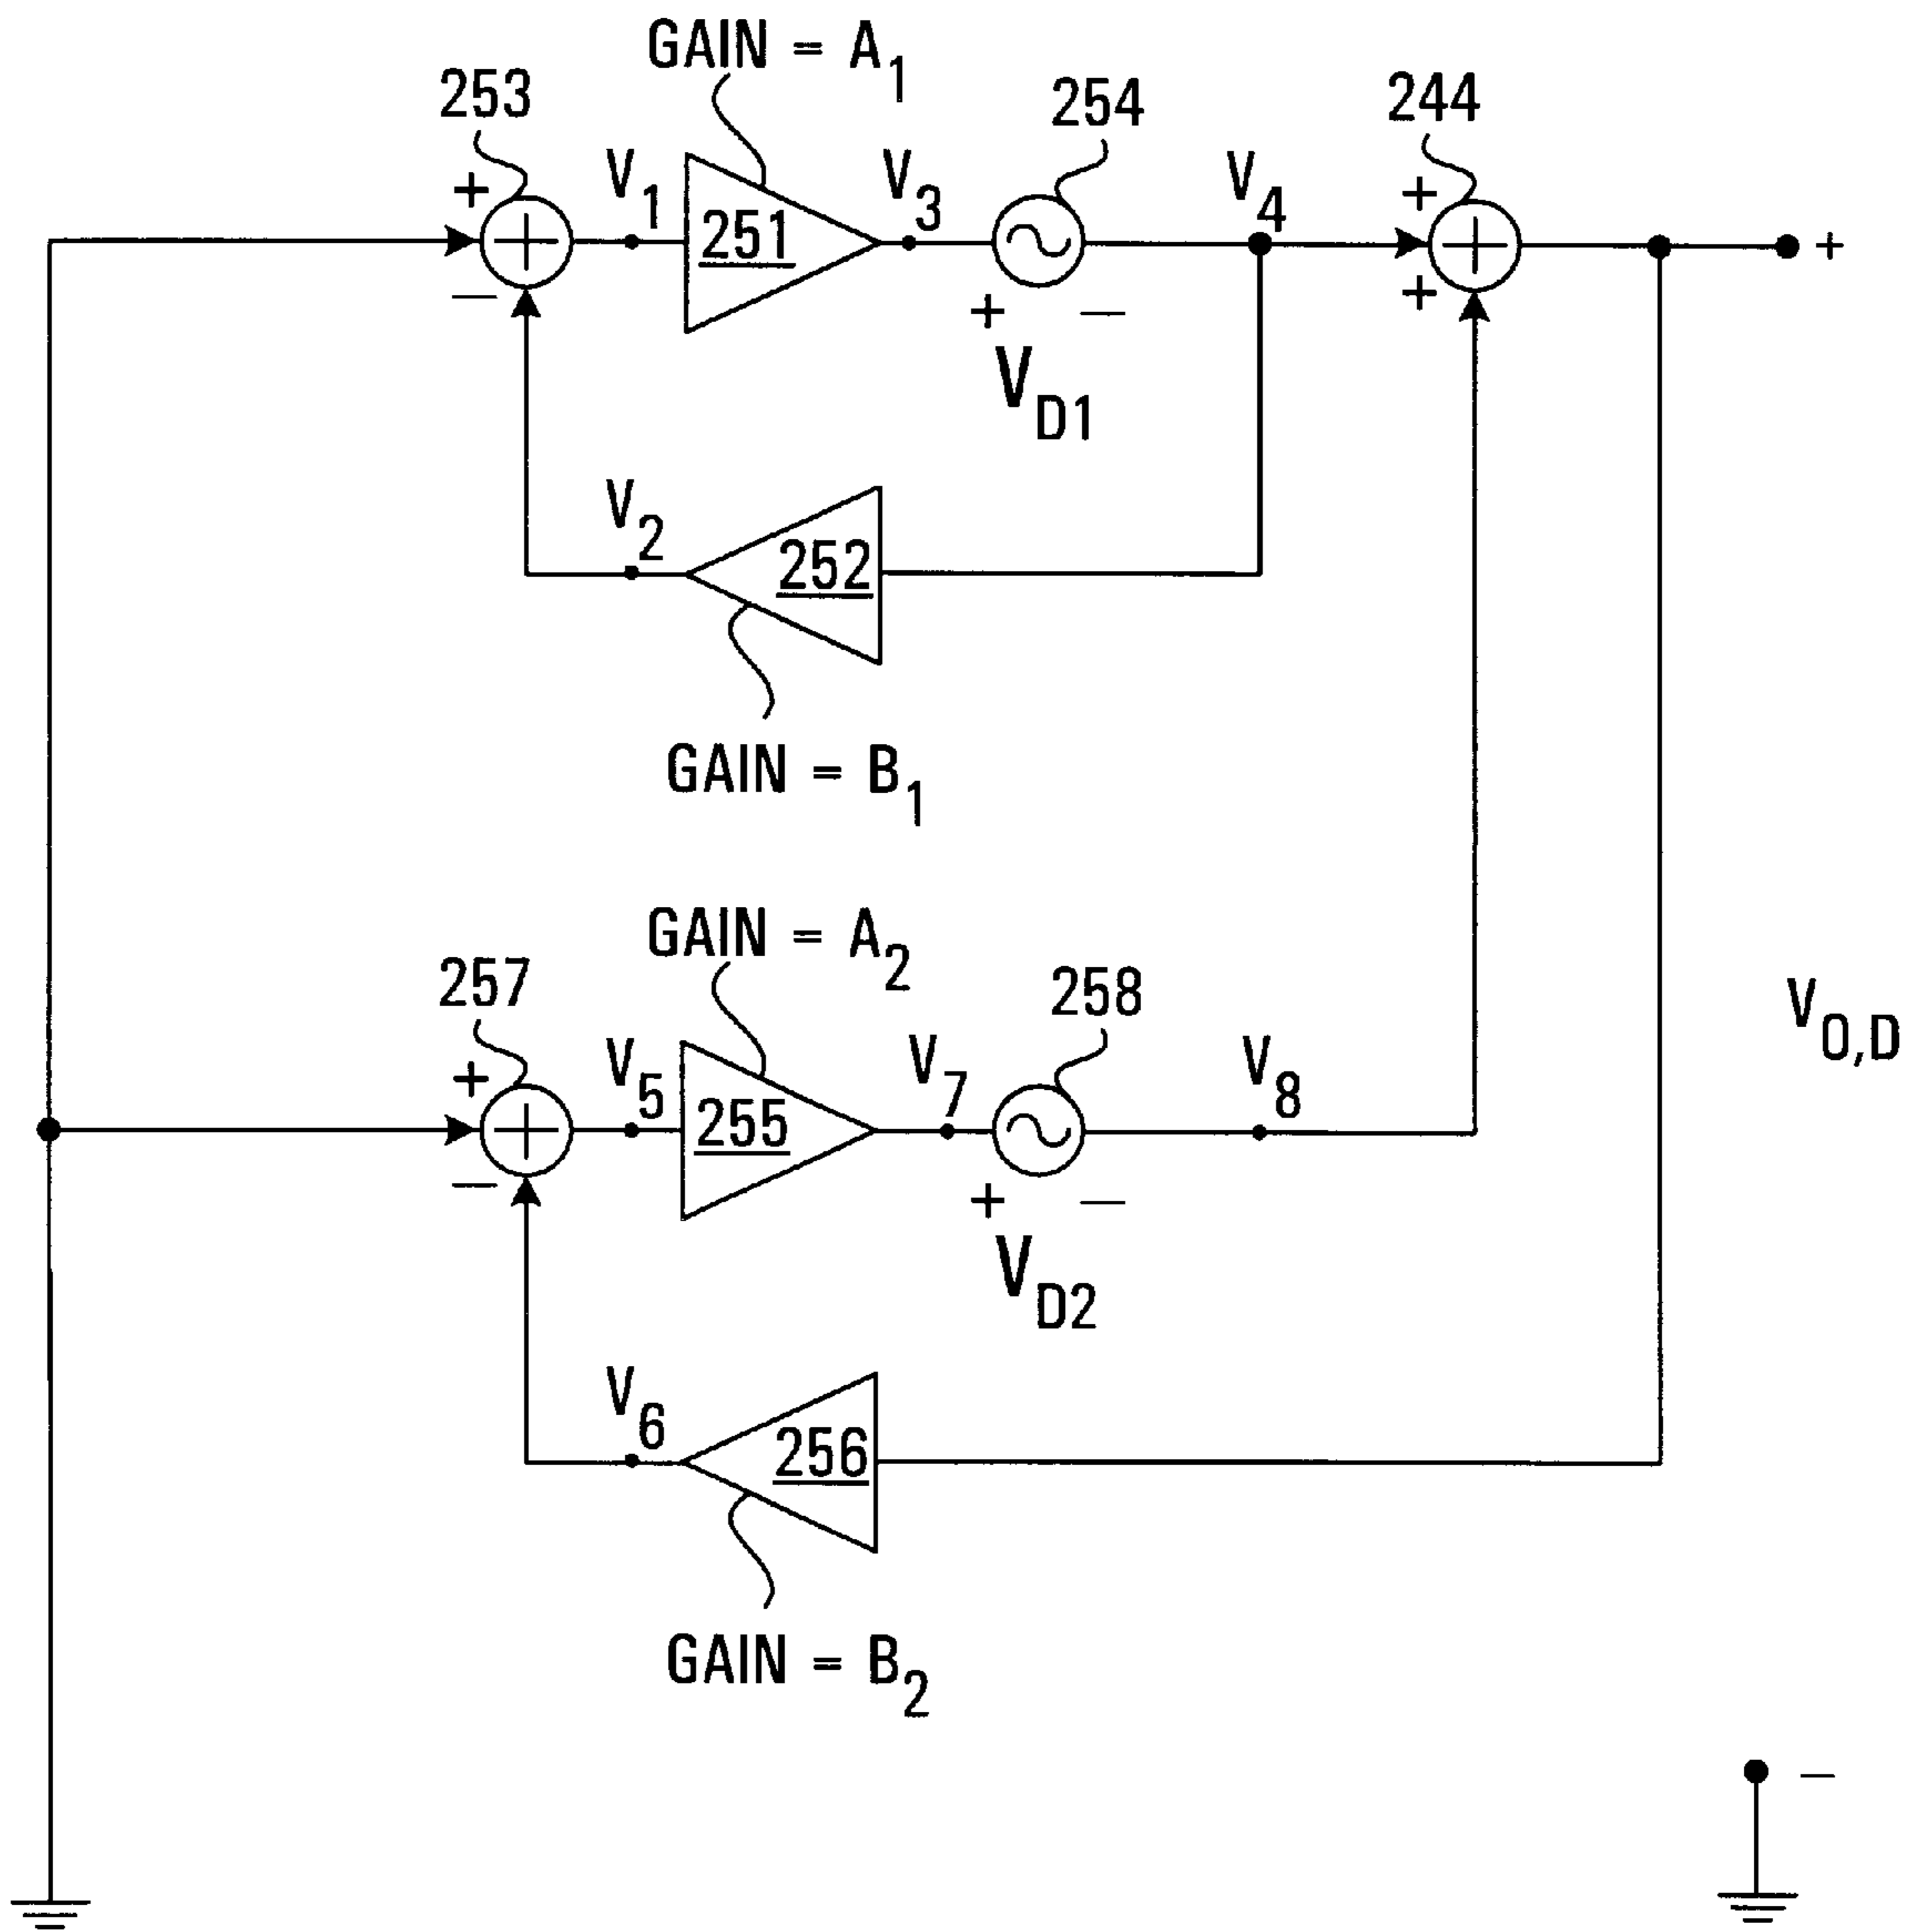 GAIN = A1
253
254
244
+
V1
V3
V4
+
251
+
−
+
+
−
VD1
V2
252
GAIN = B1
GAIN = A2
257
258
+
V5
V7
V8
VO,D
255
−
+
−
VD2
V6
256
GAIN = B2
−